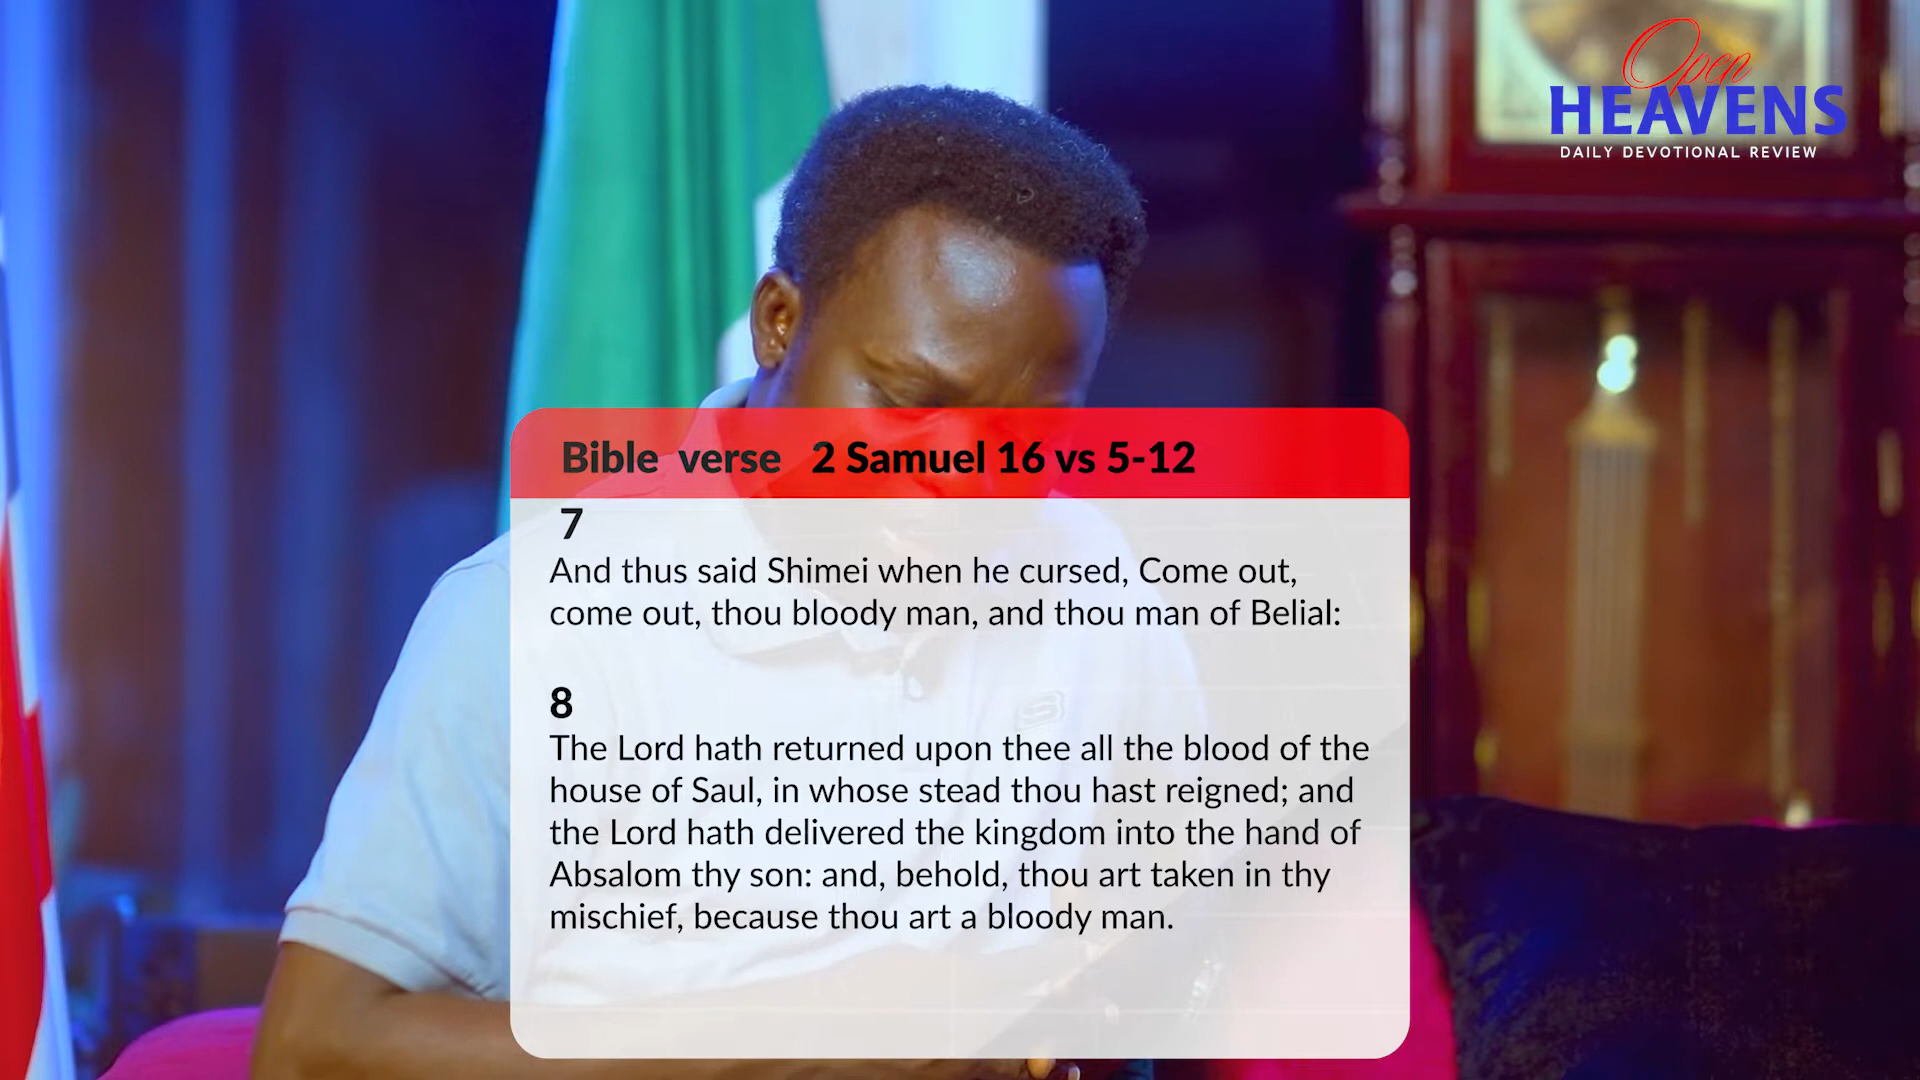 Open
HEAVENS
DAILY DEVOTIONAL REVIEW
Bible verse 2 Samuel 16 vs 5-12
7
And thus said Shimei when he cursed, Come out,
come out, thou bloody man, and thou man of Belial:
8
The Lord hath returned upon thee all the blood of the
house of Saul, in whose stead thou hast reigned; and
the Lord hath delivered the kingdom into the hand of
Absalom thy son: and, behold, thou art taken in thy
mischief, because thou art a bloody man.